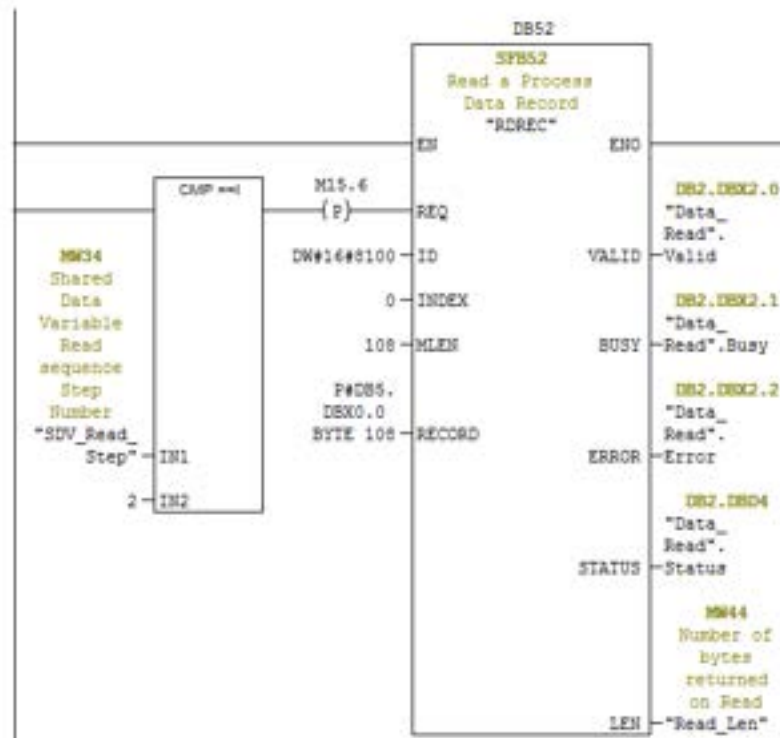 DB52
SFB52
Read a Process
Data Record
"RDREC"
EN
ENO
CMP ==I
M15.6
(P)
REQ
DB2.DBX2.0
"Data_
Read".
VALID
Valid
MW34
Shared
Data
Variable
Read
sequence
Step
Number
"SDV_Read_
Step"
IN1
2
IN2
DW#16#8100
ID
0
INDEX
108
MLEN
P#DB5.
DBX0.0
BYTE 108
RECORD
DB2.DBX2.1
"Data_
BUSY
Read".Busy
DB2.DBX2.2
"Data_
Read".
ERROR
Error
DB2.DBD4
"Data_
Read".
STATUS
Status
MW44
Number of
bytes
returned
on Read
LEN
"Read_Len"